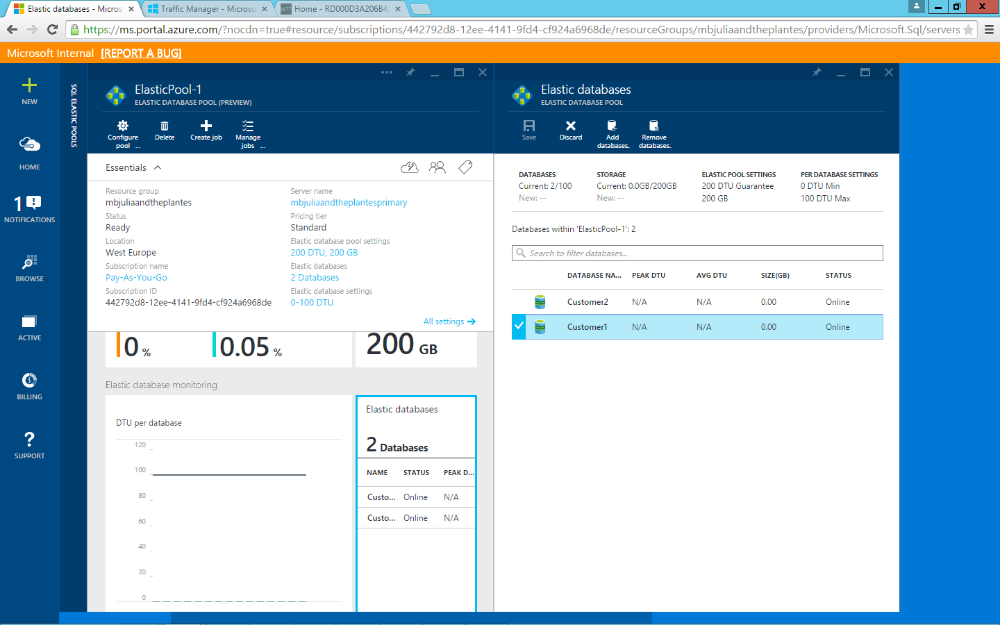 Elastic databases - Micros
Traffic Manager - Microso
Home - RD000D3A206B42
https://ms.portal.azure.com/?nocdn=true#resource/subscriptions/442792d8-12ee-4141-9fd4-cf924a6968de/resourceGroups/mbjuliaandtheplantes/providers/Microsoft.Sql/servers
Microsoft Internal [REPORT A BUG]
NEW
HOME
1
NOTIFICATIONS
BROWSE
ACTIVE
BILLING
SUPPORT
SQL ELASTIC POOLS
ElasticPool-1
ELASTIC DATABASE POOL (PREVIEW)
Configure pool ...
Delete
Create job
Manage jobs ...
Essentials
Resource group
mbjuliaandtheplantes
Status
Ready
Location
West Europe
Subscription name
Pay-As-You-Go
Subscription ID
442792d8-12ee-4141-9fd4-cf924a6968de
Server name
mbjuliaandtheplantesprimary
Pricing tier
Standard
Elastic database pool settings
200 DTU, 200 GB
Elastic databases
2 Databases
Elastic database settings
0-100 DTU
All settings
0 %
0.05 %
200 GB
Elastic database monitoring
DTU per database
120
100
80
60
40
20
0
Elastic databases
2 Databases
NAME STATUS PEAK D...
Custo... Online N/A
Custo... Online N/A
Elastic databases
ELASTIC DATABASE POOL
Save
Discard
Add databases.
Remove databases.
DATABASES
Current: 2/100
New: --
STORAGE
Current: 0.0GB/200GB
New: --
ELASTIC POOL SETTINGS
200 DTU Guarantee
200 GB
PER DATABASE SETTINGS
0 DTU Min
100 DTU Max
Databases within 'ElasticPool-1': 2
Search to filter databases...
DATABASE NA... PEAK DTU AVG DTU SIZE(GB) STATUS
Customer2 N/A N/A 0.00 Online
Customer1 N/A N/A 0.00 Online